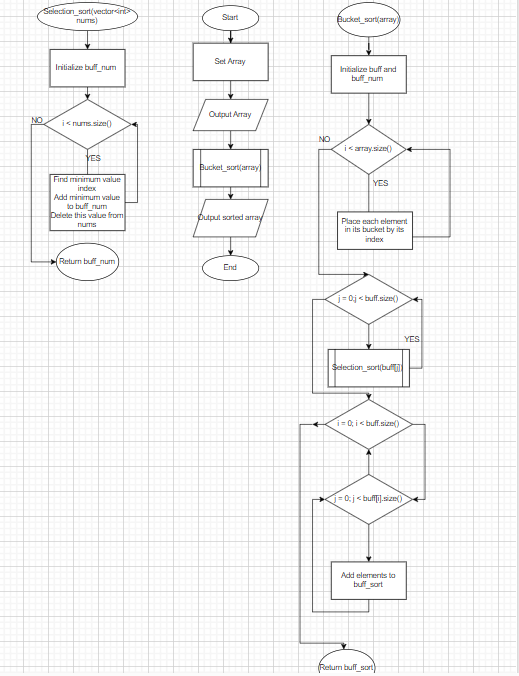 Selection_sort(vector<int>
nums)
Initialize buff_num
i < nums.size()
NO
YES
Find minimum value
index
Add minimum value
to buff_num
Delete this value from
nums
Return buff_num
Start
Set Array
Output Array
Bucket_sort(array)
Output sorted array
End
Bucket_sort(array)
Initialize buff and
buff_num
NO
i < array.size()
YES
Place each element
in its bucket by its
index
j = 0;j < buff.size()
YES
Selection_sort(buff[j])
i = 0; i < buff.size()
j = 0; j < buff[i].size()
Add elements to
buff_sort
Return buff_sort